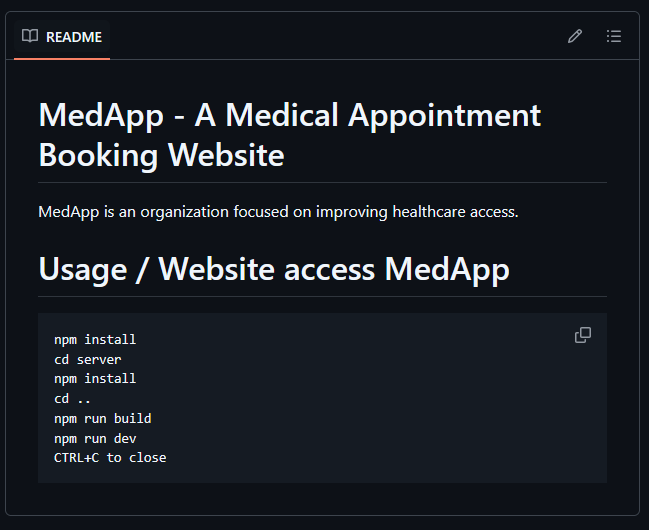 README
MedApp - A Medical Appointment
Booking Website
MedApp is an organization focused on improving healthcare access.
Usage / Website access MedApp
npm install
cd server
npm install
cd ..
npm run build
npm run dev
CTRL+C to close